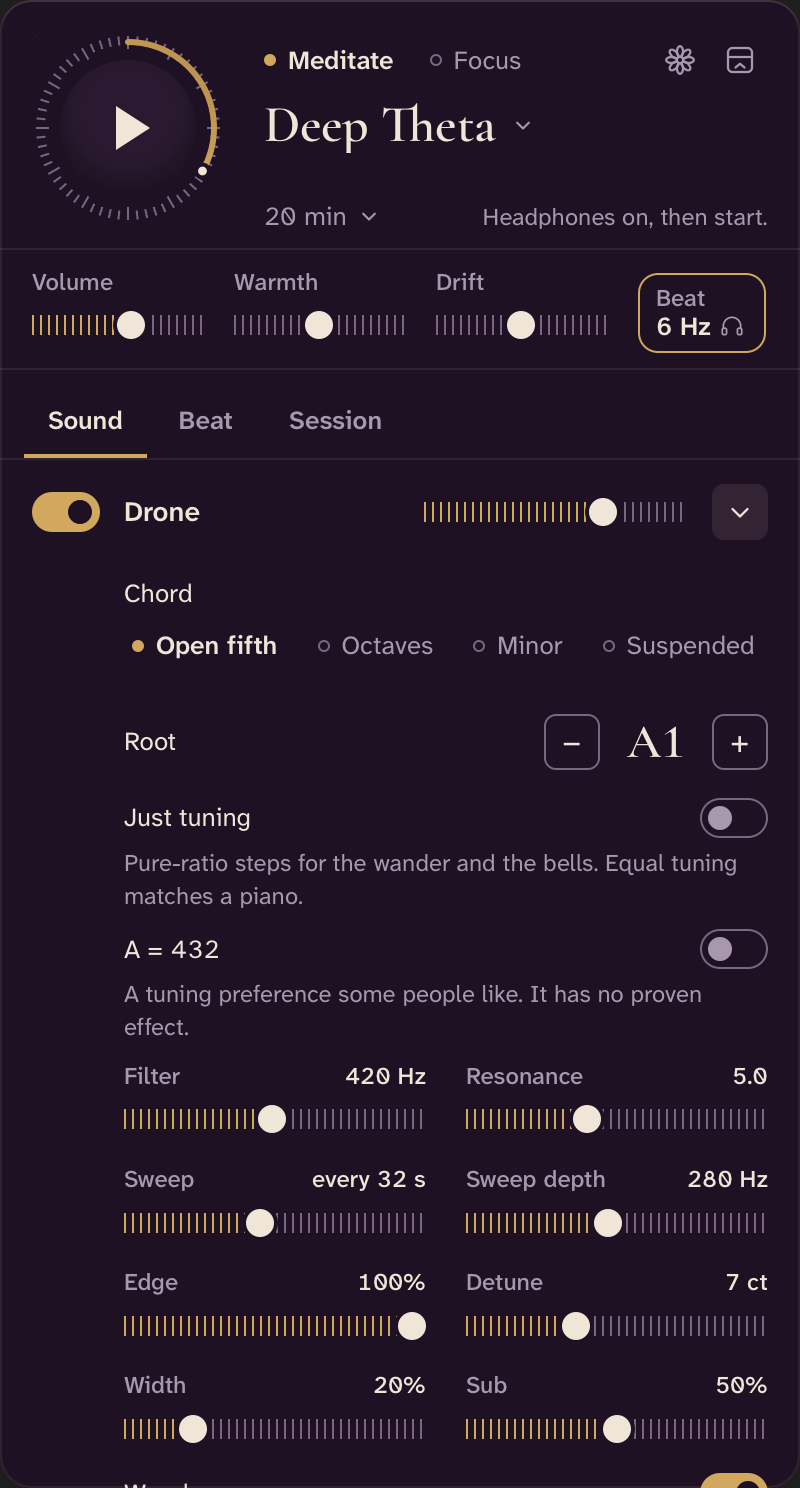 Meditate Focus
Deep Theta
20 min Headphones on, then start.
Volume Warmth Drift Beat
6 Hz
Sound Beat Session
Drone
Chord
Open fifth Octaves Minor Suspended
Root − A1 +
Just tuning
Pure-ratio steps for the wander and the bells. Equal tuning
matches a piano.
A = 432
A tuning preference some people like. It has no proven
effect.
Filter 420 Hz Resonance 5.0
Sweep every 32 s Sweep depth 280 Hz
Edge 100% Detune 7 ct
Width 20% Sub 50%